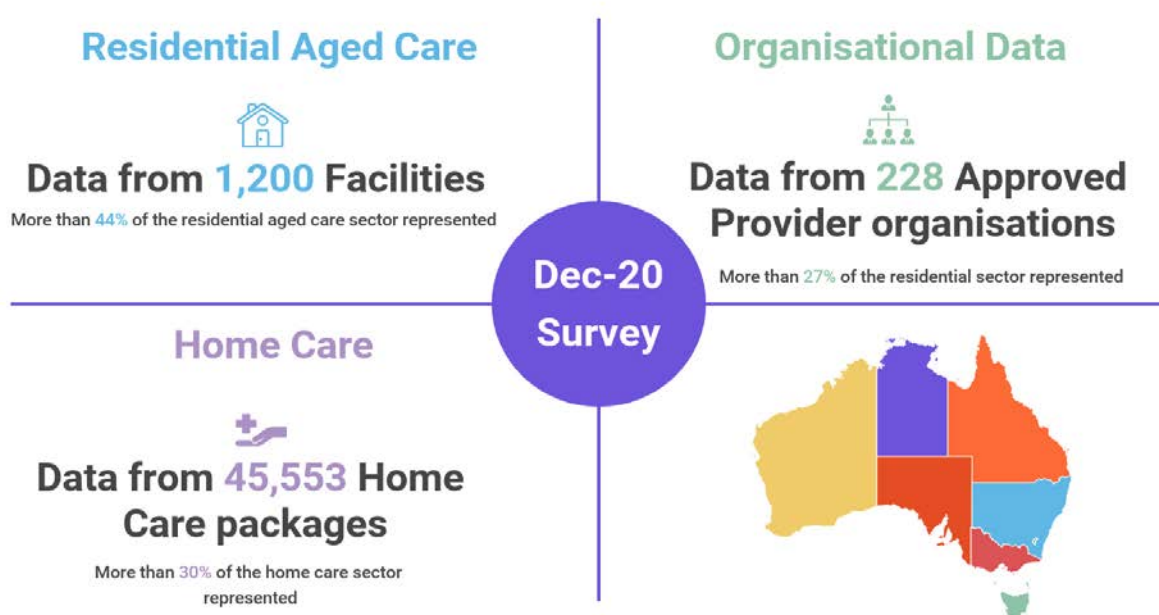 Residential Aged Care
Data from 1,200 Facilities
More than 44% of the residential aged care sector represented
Organisational Data
Data from 228 Approved
Provider organisations
More than 27% of the residential sector represented
Dec-20
Survey
Home Care
Data from 45,553 Home
Care packages
More than 30% of the home care sector
represented